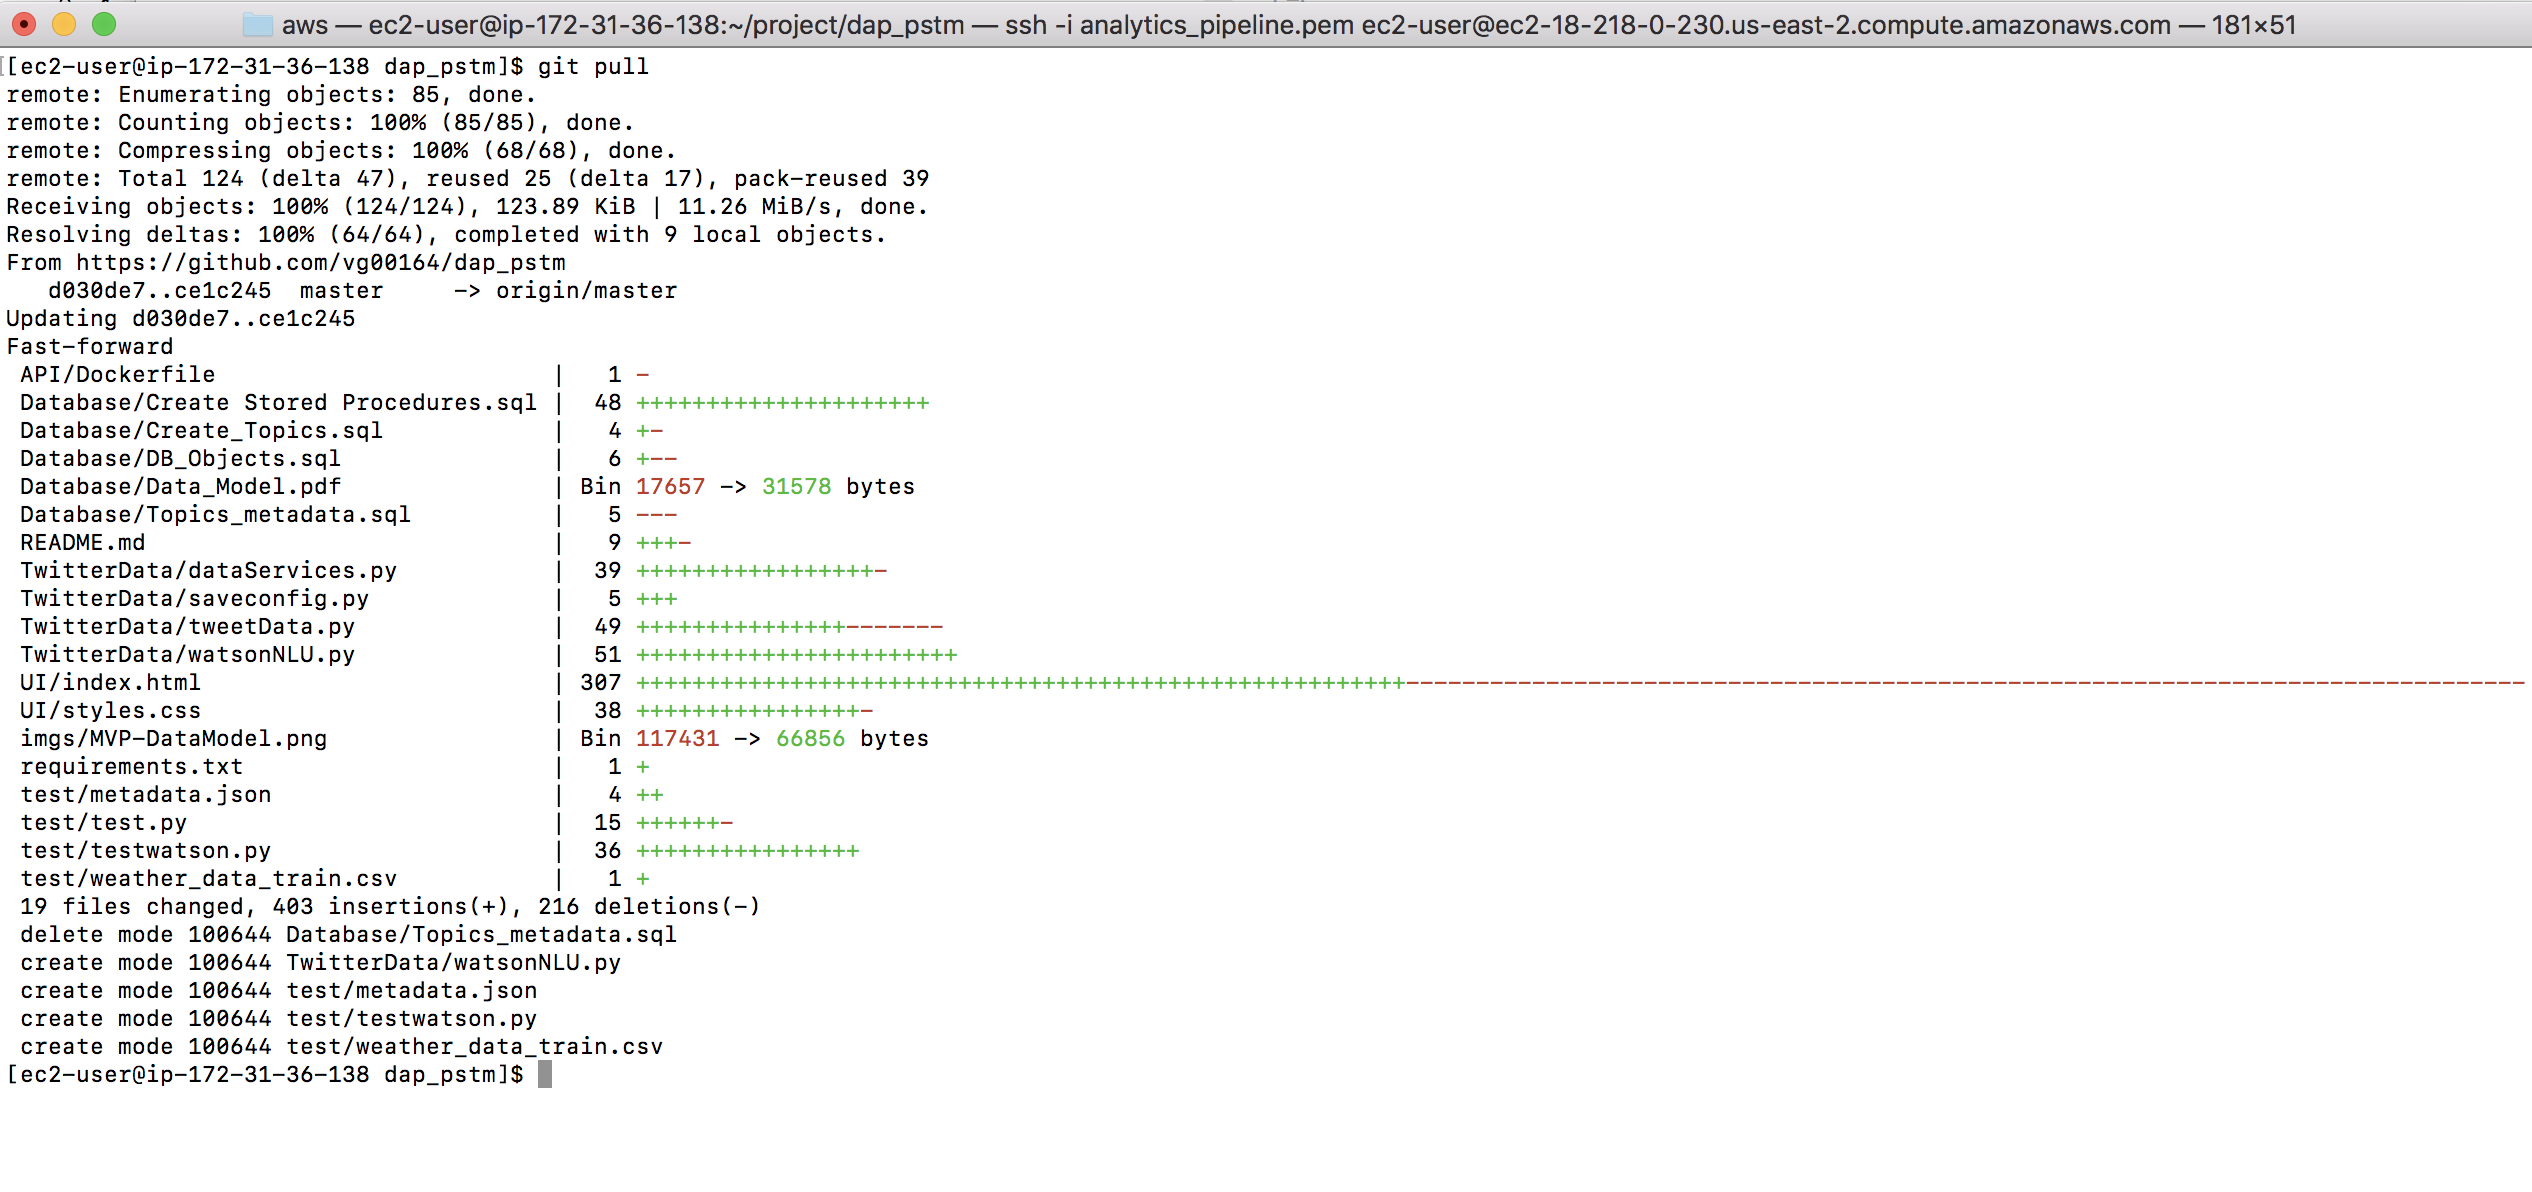 aws — ec2-user@ip-172-31-36-138:~/project/dap_pstm — ssh -i analytics_pipeline.pem ec2-user@ec2-18-218-0-230.us-east-2.compute.amazonaws.com — 181×51
[[ec2-user@ip-172-31-36-138 dap_pstm]$ git pull
remote: Enumerating objects: 85, done.
remote: Counting objects: 100% (85/85), done.
remote: Compressing objects: 100% (68/68), done.
remote: Total 124 (delta 47), reused 25 (delta 17), pack-reused 39
Receiving objects: 100% (124/124), 123.89 KiB | 11.26 MiB/s, done.
Resolving deltas: 100% (64/64), completed with 9 local objects.
From https://github.com/vg00164/dap_pstm
   d030de7..ce1c245  master     -> origin/master
Updating d030de7..ce1c245
Fast-forward
 API/Dockerfile                        |   1 -
 Database/Create Stored Procedures.sql |  48 +++++++++++++++++++++
 Database/Create_Topics.sql            |   4 +-
 Database/DB_Objects.sql               |   6 +--
 Database/Data_Model.pdf               | Bin 17657 -> 31578 bytes
 Database/Topics_metadata.sql          |   5 ---
 README.md                             |   9 +++-
 TwitterData/dataServices.py           |  39 +++++++++++++++++-
 TwitterData/saveconfig.py             |   5 +++
 TwitterData/tweetData.py              |  49 +++++++++++++++-------
 TwitterData/watsonNLU.py              |  51 +++++++++++++++++++++++
 UI/index.html                         | 307 +++++++++++++++++++++++++++++++++++++++++++++++++++++++--------------------------------------------------------------------------------
 UI/styles.css                         |  38 ++++++++++++++++-
 imgs/MVP-DataModel.png                | Bin 117431 -> 66856 bytes
 requirements.txt                      |   1 +
 test/metadata.json                    |   4 ++
 test/test.py                          |  15 ++++++-
 test/testwatson.py                    |  36 ++++++++++++++++
 test/weather_data_train.csv           |   1 +
 19 files changed, 403 insertions(+), 216 deletions(-)
 delete mode 100644 Database/Topics_metadata.sql
 create mode 100644 TwitterData/watsonNLU.py
 create mode 100644 test/metadata.json
 create mode 100644 test/testwatson.py
 create mode 100644 test/weather_data_train.csv
[ec2-user@ip-172-31-36-138 dap_pstm]$